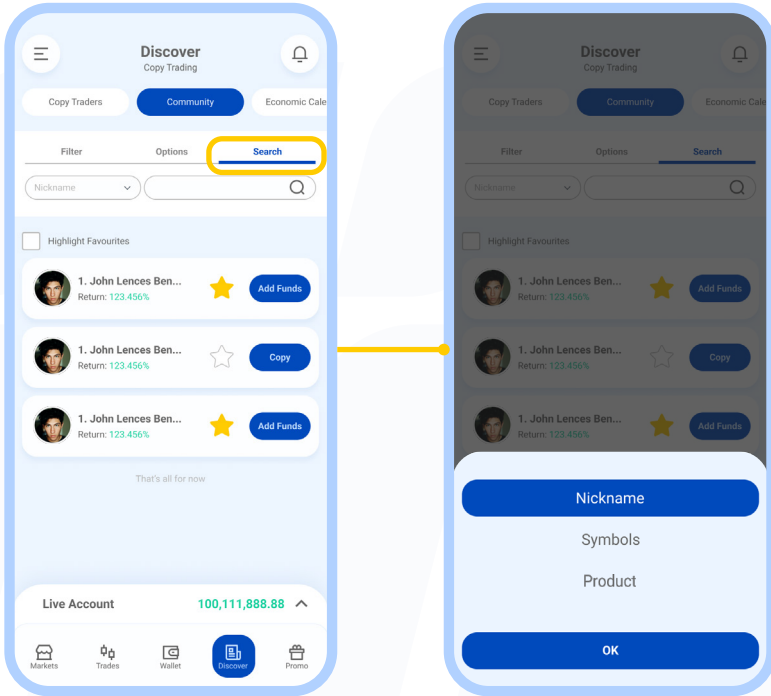 Discover
Copy Trading
Copy Traders
Community
Economic Cale
Filter
Options
Search
Nickname
Highlight Favourites
1. John Lences Ben...
Return: 123.456%
Add Funds
1. John Lences Ben...
Return: 123.456%
Copy
1. John Lences Ben...
Return: 123.456%
Add Funds
That's all for now
Live Account
100,111,888.88
Markets
Trades
Wallet
Discover
Promo
Discover
Copy Trading
Copy Traders
Community
Economic Cale
Filter
Options
Search
Nickname
Highlight Favourites
1. John Lences Ben...
Return: 123.456%
Add Funds
1. John Lences Ben...
Return: 123.456%
Copy
1. John Lences Ben...
Return: 123.456%
Add Funds
Nickname
Symbols
Product
OK